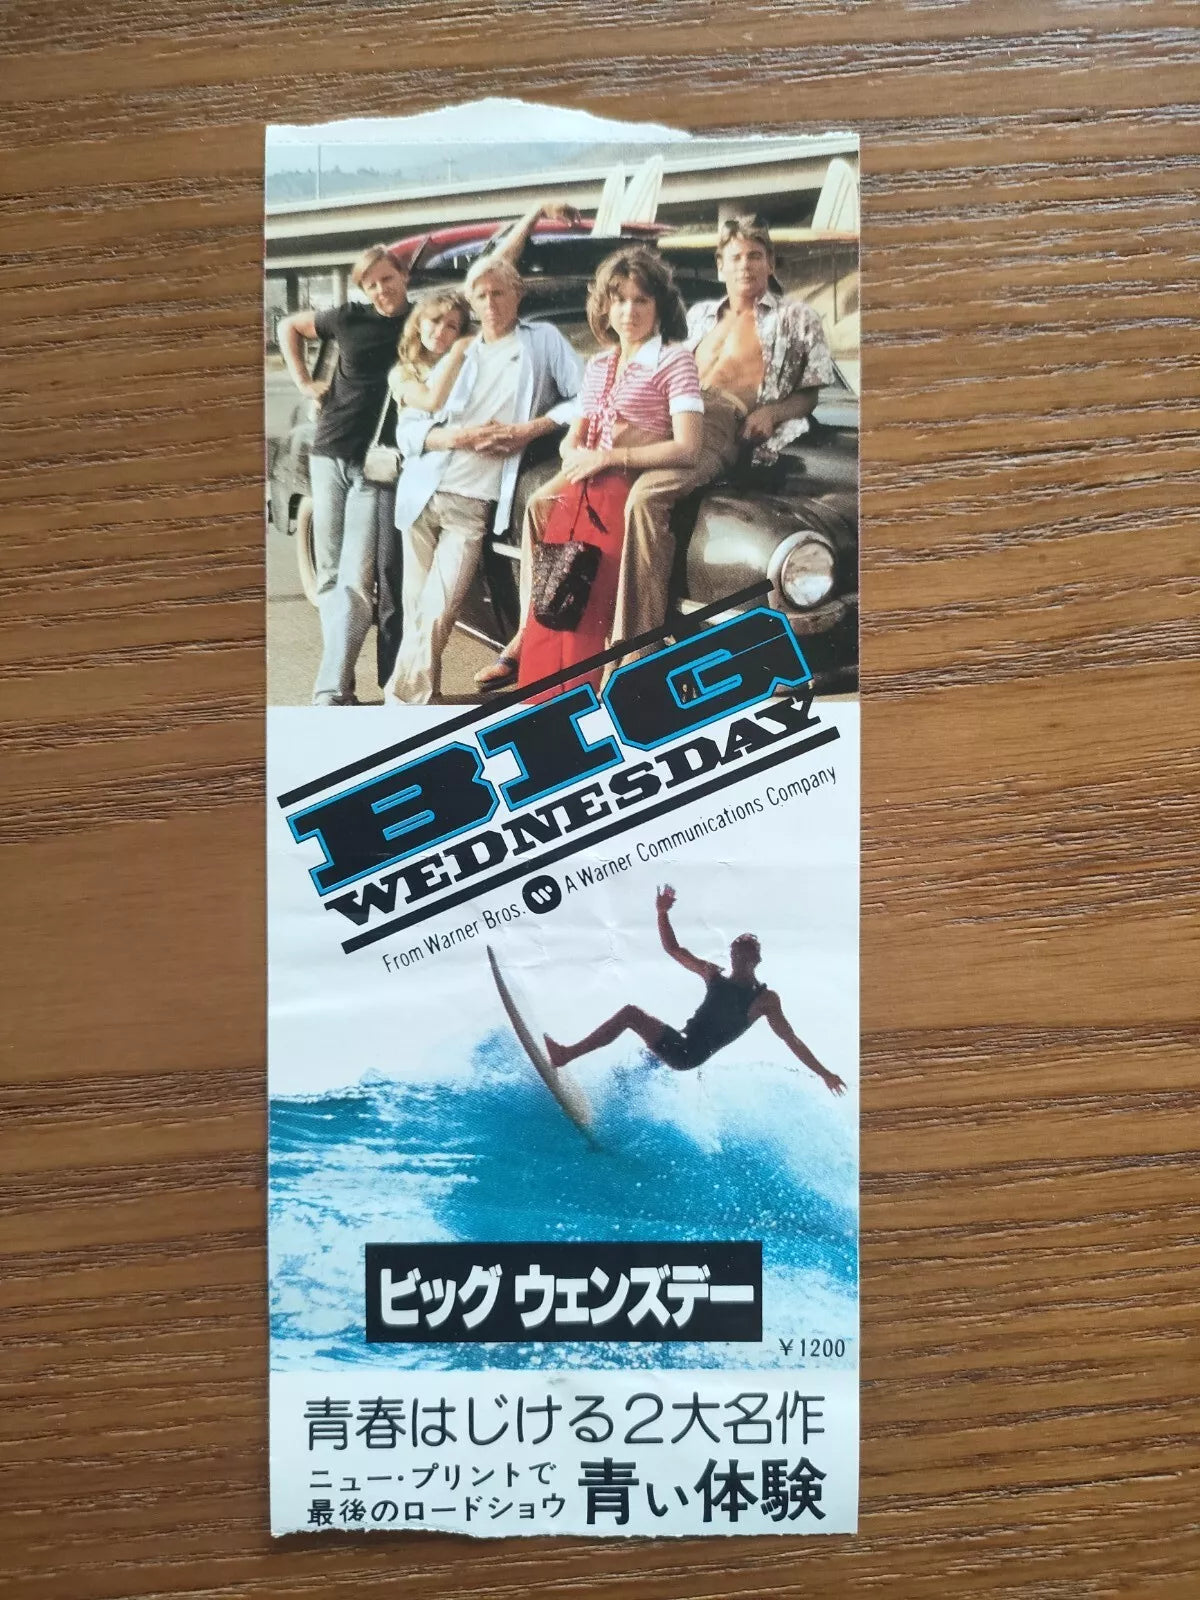 BIG
WEDNESDAY
From Warner Bros. A Warner Communications Company
ビッグ ウェンズデー
¥1200
青春はじける2大名作
ニュー・プリントで
最後のロードショウ
青い体験